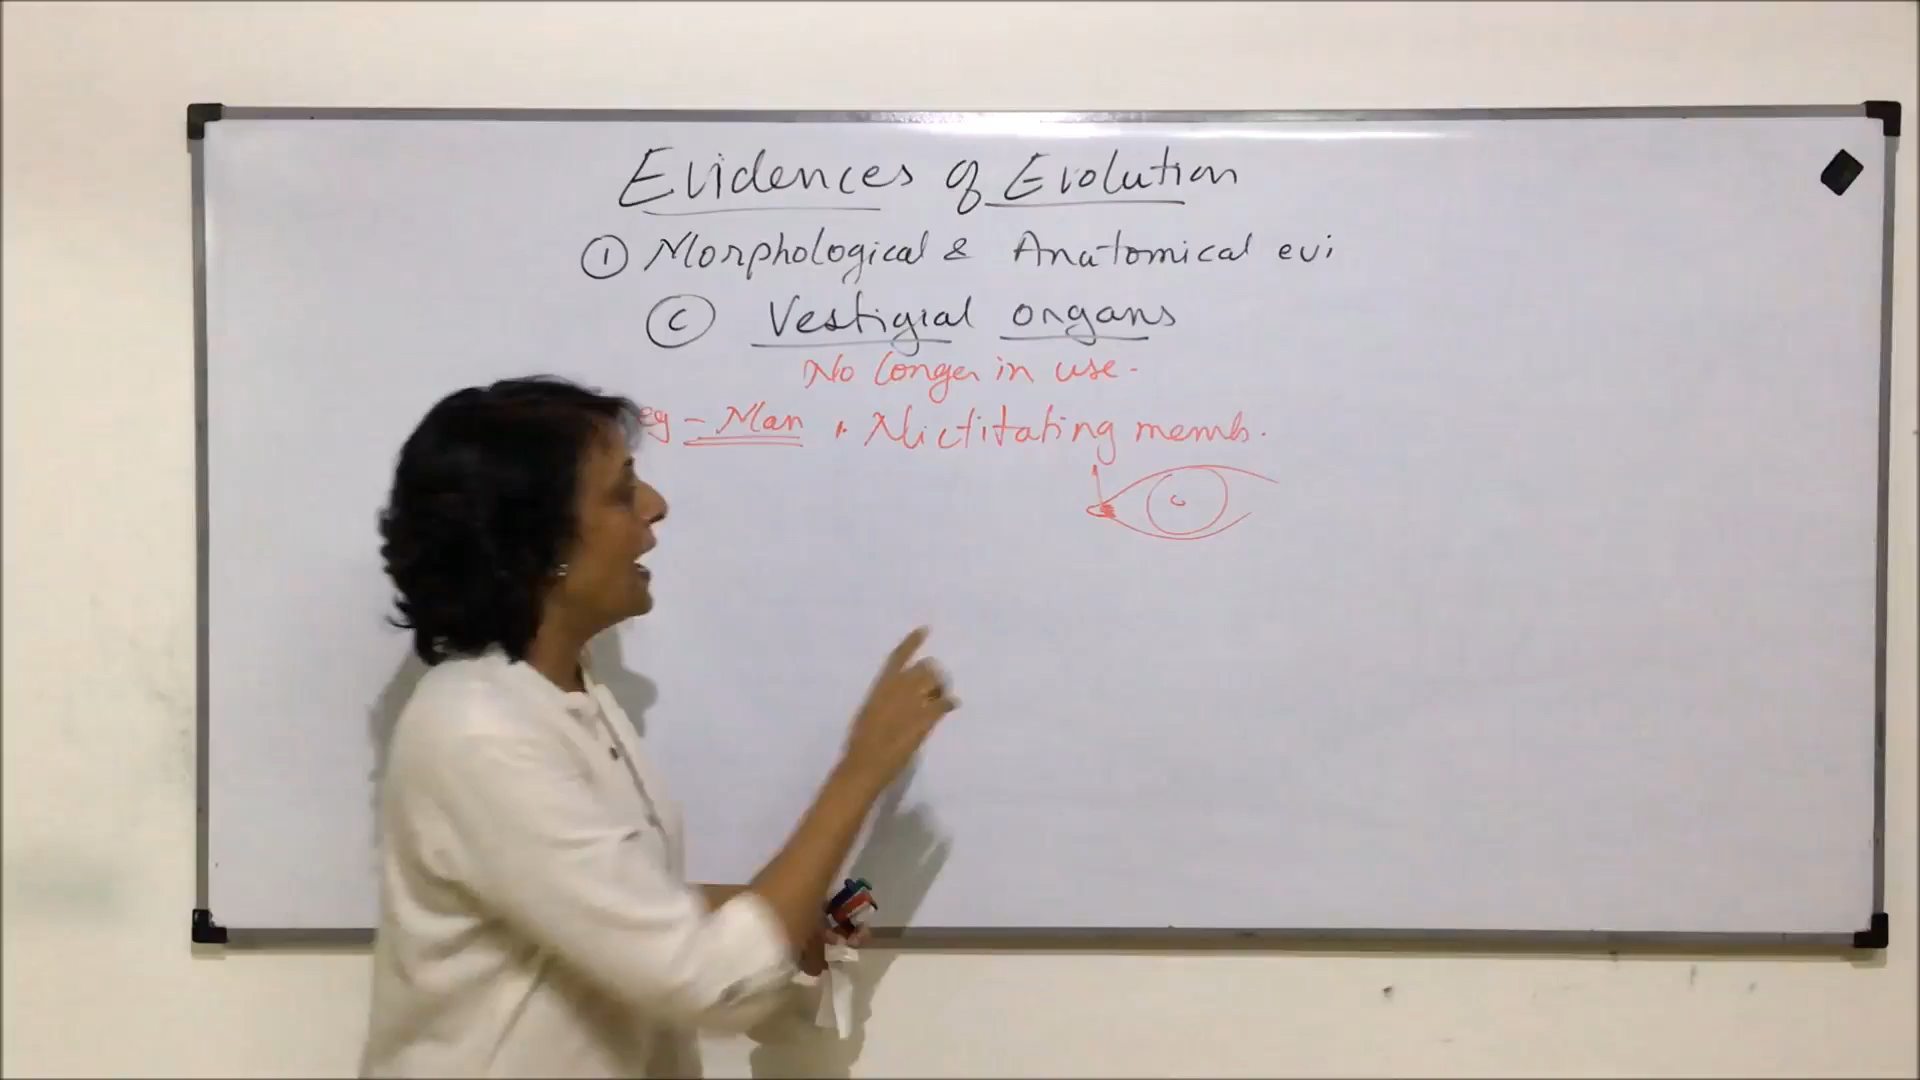 Evidences of Evolution
① Morphological & Anatomical evi
Ⓒ Vestigial organs
No longer in use.
eg - Man • Nictitating memb.